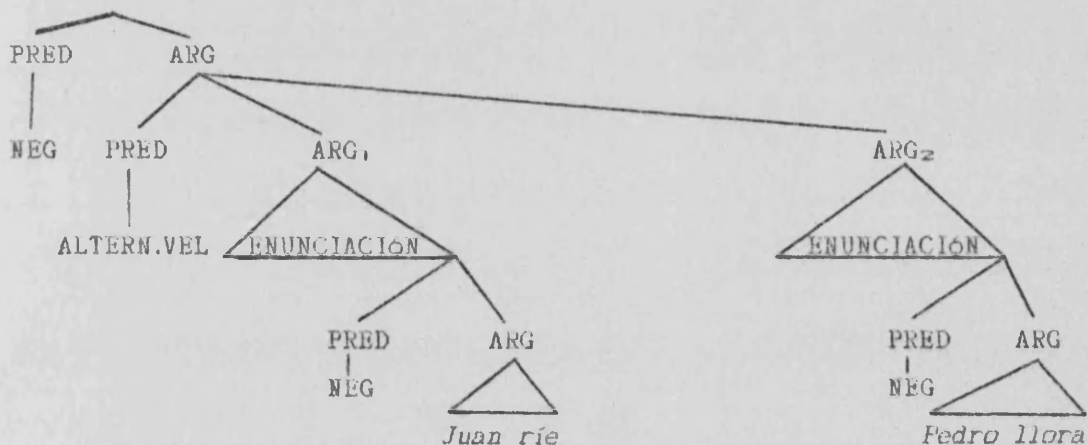 PRED ARG
NEG PRED ARG₁ ARG₂
ALTERN.VEL ENUNCIACIÓN ENUNCIACIÓN
PRED ARG PRED ARG
NEG NEG
Juan ríe Pedro llora